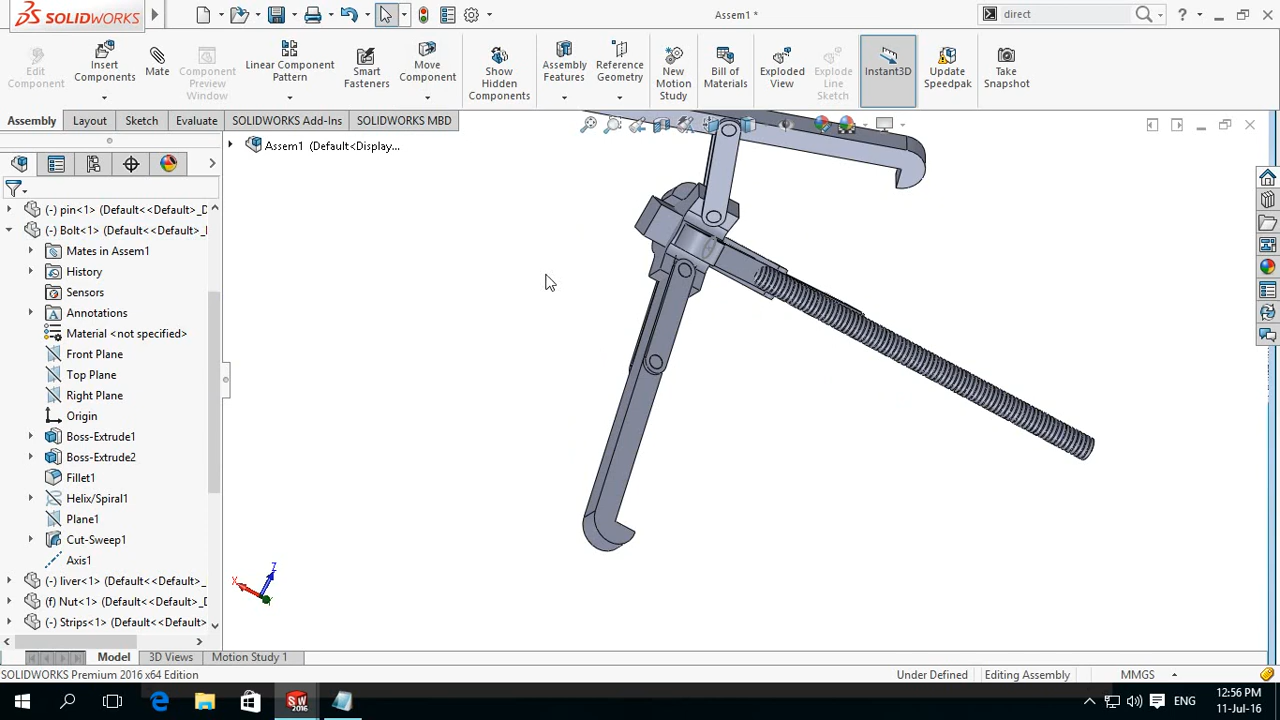 SOLIDWORKS
Assem1 *
direct
Edit Component
Insert Components
Mate
Component Preview Window
Linear Component Pattern
Smart Fasteners
Move Component
Show Hidden Components
Assembly Features
Reference Geometry
New Motion Study
Bill of Materials
Exploded View
Explode Line Sketch
Instant3D
Update Speedpak
Take Snapshot
Assembly Layout Sketch Evaluate SOLIDWORKS Add-Ins SOLIDWORKS MBD
Assem1 (Default<Display...
(-) pin<1> (Default<<Default>_D
(-) Bolt<1> (Default<<Default>_
Mates in Assem1
History
Sensors
Annotations
Material <not specified>
Front Plane
Top Plane
Right Plane
Origin
Boss-Extrude1
Boss-Extrude2
Fillet1
Helix/Spiral1
Plane1
Cut-Sweep1
Axis1
(-) liver<1> (Default<<Default>_
(f) Nut<1> (Default<<Default>_D
(-) Strips<1> (Default<<Default>
X Z
Model 3D Views Motion Study 1
SOLIDWORKS Premium 2016 x64 Edition Under Defined Editing Assembly MMGS
ENG 12:56 PM
11-Jul-16